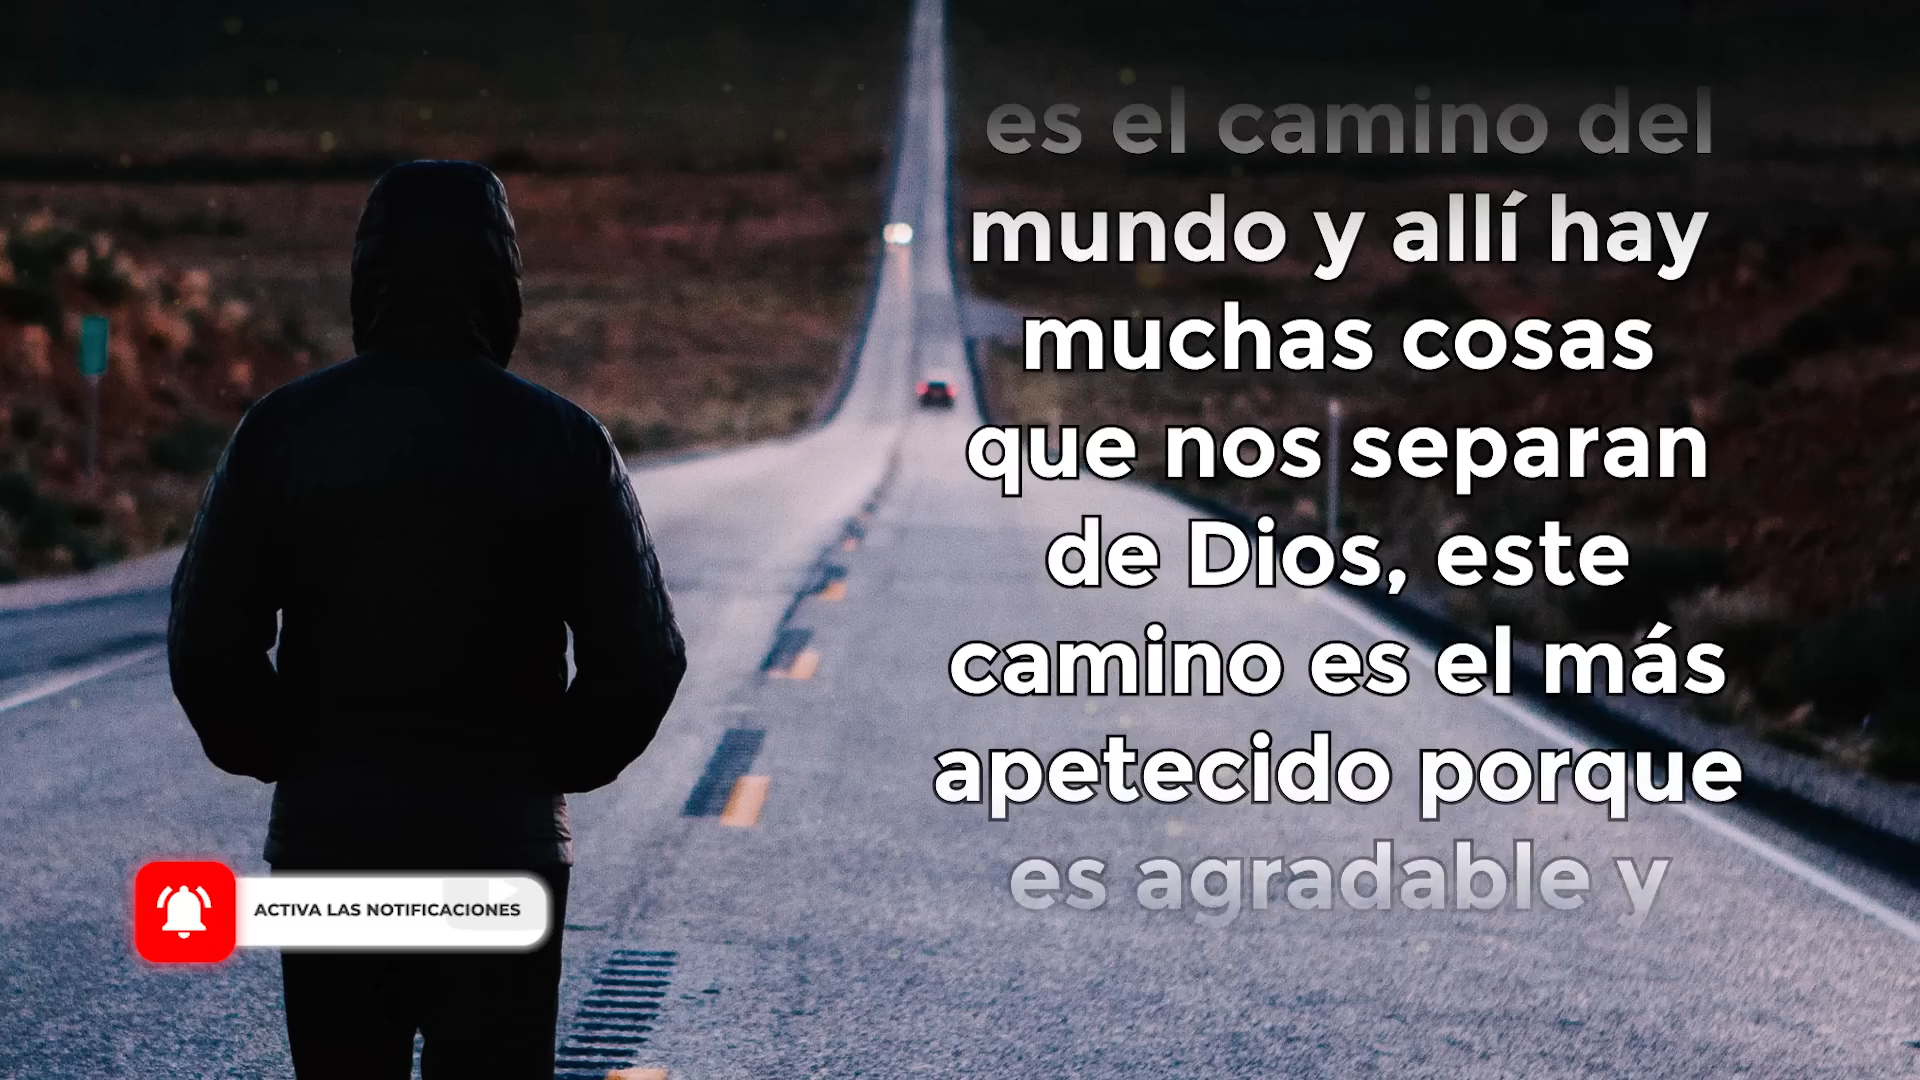 es el camino del
mundo y allí hay
muchas cosas
que nos separan
de Dios, este
camino es el más
apetecido porque
es agradable y
ACTIVA LAS NOTIFICACIONES